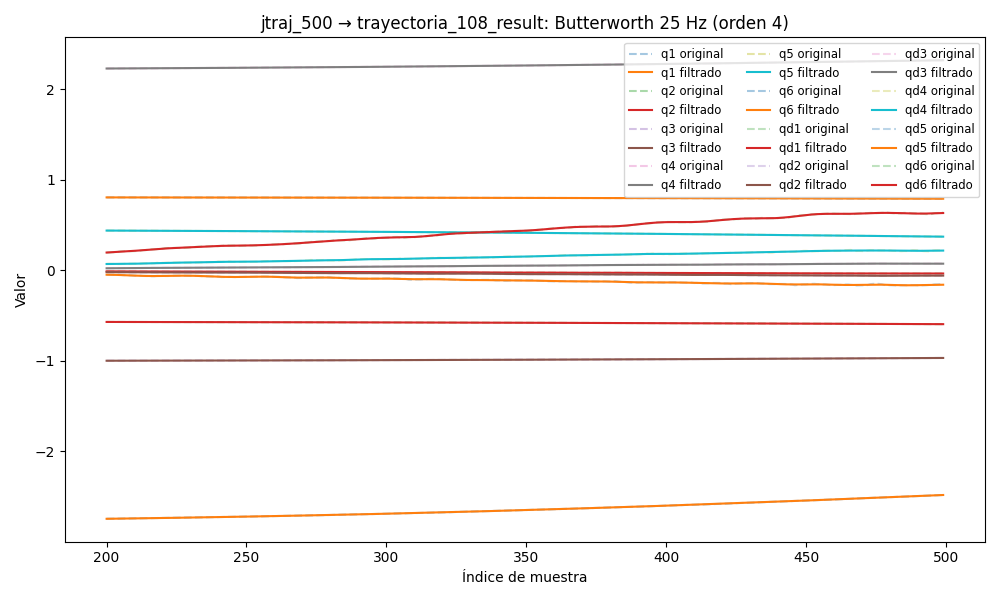 jtraj_500 → trayectoria_108_result: Butterworth 25 Hz (orden 4)
q1 original
q1 filtrado
q2 original
q2 filtrado
q3 original
q3 filtrado
q4 original
q4 filtrado
q5 original
q5 filtrado
q6 original
q6 filtrado
qd1 original
qd1 filtrado
qd2 original
qd2 filtrado
qd3 original
qd3 filtrado
qd4 original
qd4 filtrado
qd5 original
qd5 filtrado
qd6 original
qd6 filtrado
Valor
2
1
0
−1
−2
200
250
300
350
400
450
500
Índice de muestra